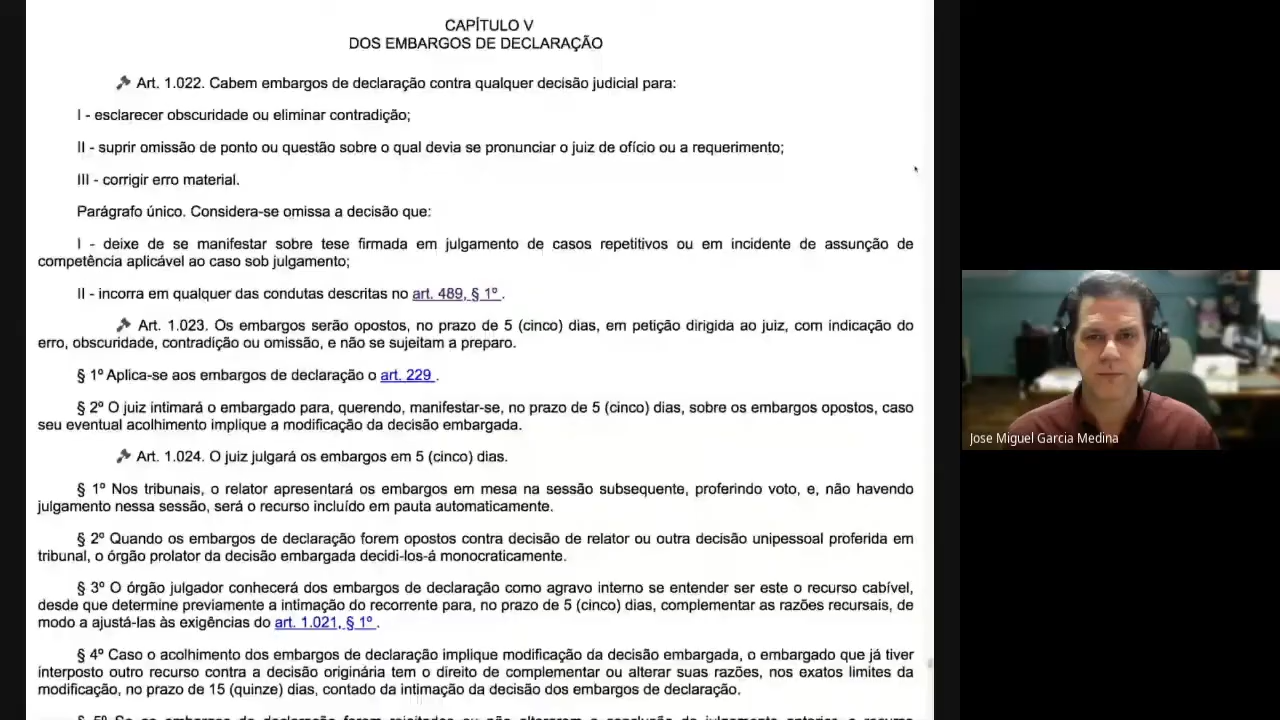 CAPÍTULO V
DOS EMBARGOS DE DECLARAÇÃO
Art. 1.022. Cabem embargos de declaração contra qualquer decisão judicial para:
I - esclarecer obscuridade ou eliminar contradição;
II - suprir omissão de ponto ou questão sobre o qual devia se pronunciar o juiz de ofício ou a requerimento;
III - corrigir erro material.
Parágrafo único. Considera-se omissa a decisão que:
I - deixe de se manifestar sobre tese firmada em julgamento de casos repetitivos ou em incidente de assunção de
competência aplicável ao caso sob julgamento;
II - incorra em qualquer das condutas descritas no art. 489, § 1º .
Art. 1.023. Os embargos serão opostos, no prazo de 5 (cinco) dias, em petição dirigida ao juiz, com indicação do
erro, obscuridade, contradição ou omissão, e não se sujeitam a preparo.
§ 1º Aplica-se aos embargos de declaração o art. 229 .
§ 2º O juiz intimará o embargado para, querendo, manifestar-se, no prazo de 5 (cinco) dias, sobre os embargos opostos, caso
seu eventual acolhimento implique a modificação da decisão embargada.
Art. 1.024. O juiz julgará os embargos em 5 (cinco) dias.
§ 1º Nos tribunais, o relator apresentará os embargos em mesa na sessão subsequente, proferindo voto, e, não havendo
julgamento nessa sessão, será o recurso incluído em pauta automaticamente.
§ 2º Quando os embargos de declaração forem opostos contra decisão de relator ou outra decisão unipessoal proferida em
tribunal, o órgão prolator da decisão embargada decidi-los-á monocraticamente.
§ 3º O órgão julgador conhecerá dos embargos de declaração como agravo interno se entender ser este o recurso cabível,
desde que determine previamente a intimação do recorrente para, no prazo de 5 (cinco) dias, complementar as razões recursais, de
modo a ajustá-las às exigências do art. 1.021, § 1º .
§ 4º Caso o acolhimento dos embargos de declaração implique modificação da decisão embargada, o embargado que já tiver
interposto outro recurso contra a decisão originária tem o direito de complementar ou alterar suas razões, nos exatos limites da
modificação, no prazo de 15 (quinze) dias, contado da intimação da decisão dos embargos de declaração.
Jose Miguel Garcia Medina